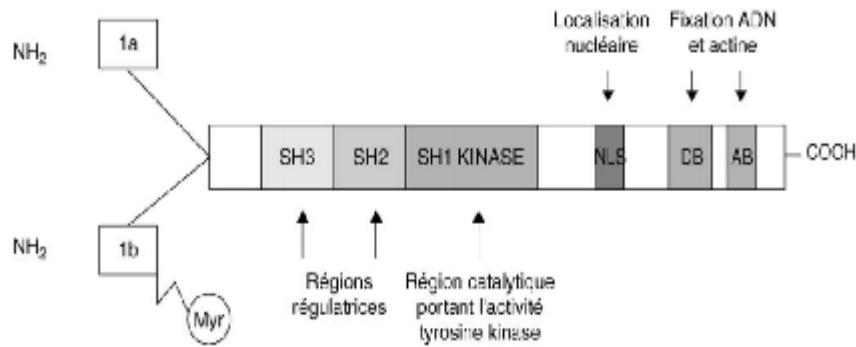 Localisation
nucléaire
Fixation ADN
et actine
NH2
1a
SH3
SH2
SH1 KINASE
NLS
DB
AB
COOH
NH2
1b
Myr
Régions
régulatrices
Région catalytique
portant l'activité
tyrosine kinase